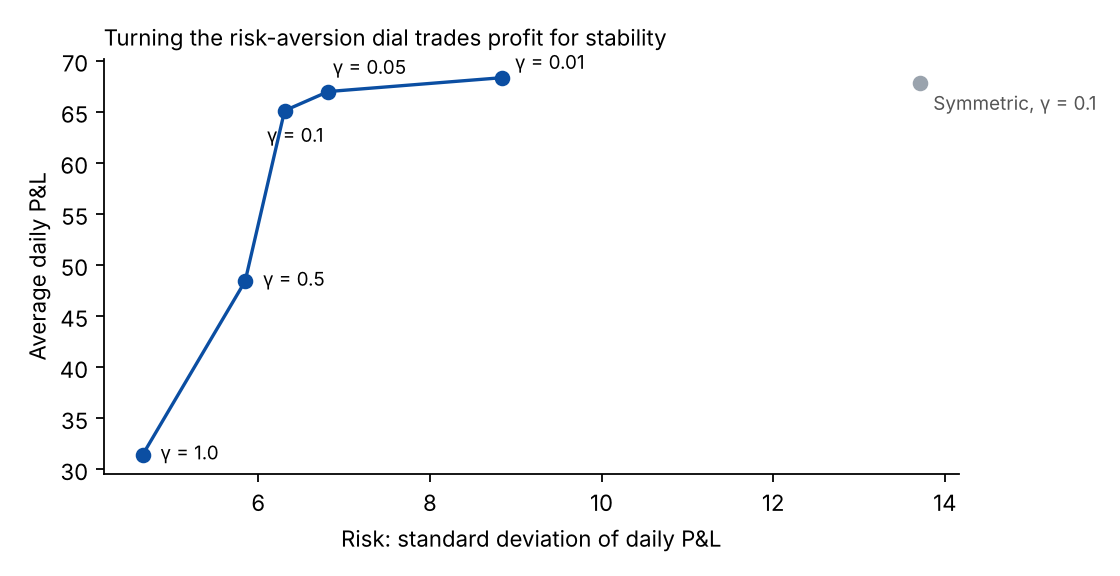 Turning the risk-aversion dial trades profit for stability
Average daily P&L
70
65
60
55
50
45
40
35
30
γ = 0.05
γ = 0.01
Symmetric, γ = 0.1
γ = 0.1
γ = 0.5
γ = 1.0
6
8
10
12
14
Risk: standard deviation of daily P&L